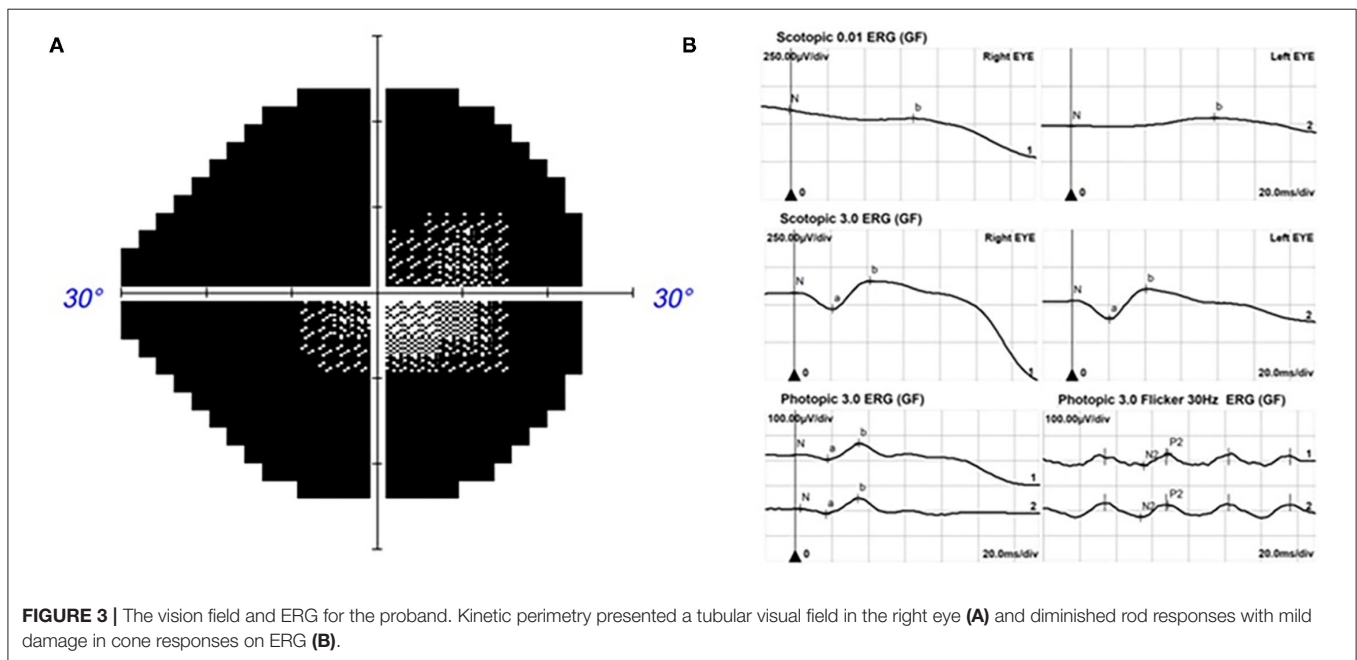 A
30°
30°
B
Scotopic 0.01 ERG (GF)
250.00µV/div
Right EYE
N
b
1
0
Left EYE
N
b
2
0
20.0ms/div
Scotopic 3.0 ERG (GF)
250.00µV/div
Right EYE
N
a
b
1
0
Left EYE
N
a
b
2
0
20.0ms/div
Photopic 3.0 ERG (GF)
100.00µV/div
N
a
b
1
N
a
b
2
0
20.0ms/div
Photopic 3.0 Flicker 30Hz ERG (GF)
100.00µV/div
N2
P2
1
N2
P2
2
20.0ms/div
FIGURE 3 | The vision field and ERG for the proband. Kinetic perimetry presented a tubular visual field in the right eye (A) and diminished rod responses with mild
damage in cone responses on ERG (B).